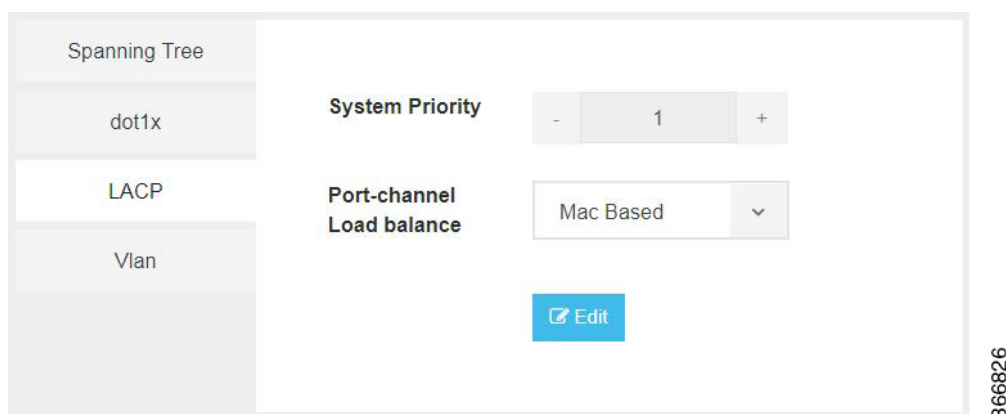 Spanning Tree
dot1x
LACP
Vlan
System Priority
- 1 +
Port-channel
Load balance
Mac Based
Edit
366826